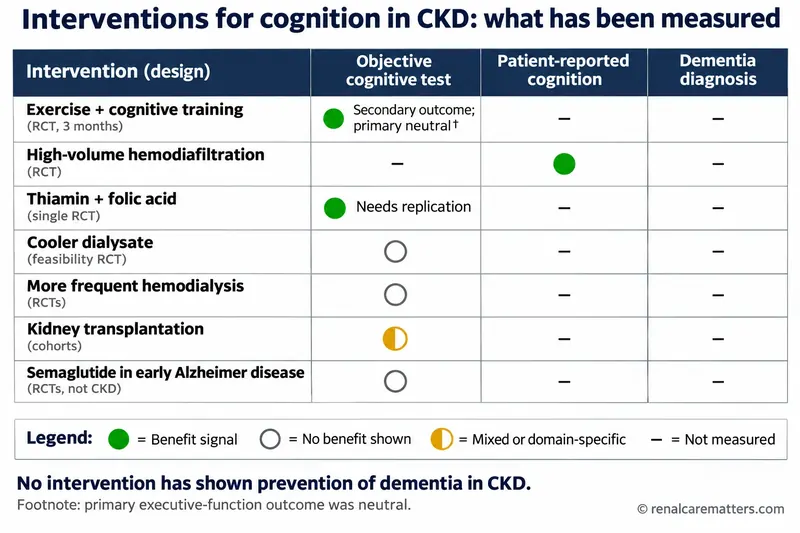 Interventions for cognition in CKD: what has been measured
Intervention (design)
Objective
cognitive test
Patient-reported
cognition
Dementia
diagnosis
Exercise + cognitive training
(RCT, 3 months)
Secondary outcome;
primary neutral†
–
–
High-volume hemodiafiltration
(RCT)
–
–
Thiamin + folic acid
(single RCT)
Needs replication
–
–
Cooler dialysate
(feasibility RCT)
–
–
More frequent hemodialysis
(RCTs)
–
–
Kidney transplantation
(cohorts)
–
–
Semaglutide in early Alzheimer disease
(RCTs, not CKD)
–
–
Legend:
= Benefit signal
= No benefit shown
= Mixed or domain-specific
– = Not measured
No intervention has shown prevention of dementia in CKD.
Footnote: primary executive-function outcome was neutral.
© renalcarematters.com